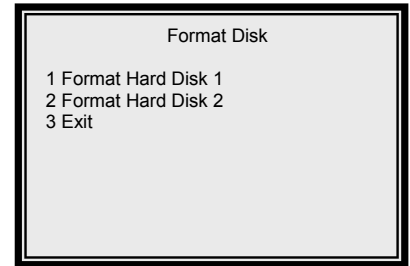 Format Disk
1 Format Hard Disk 1
2 Format Hard Disk 2
3 Exit